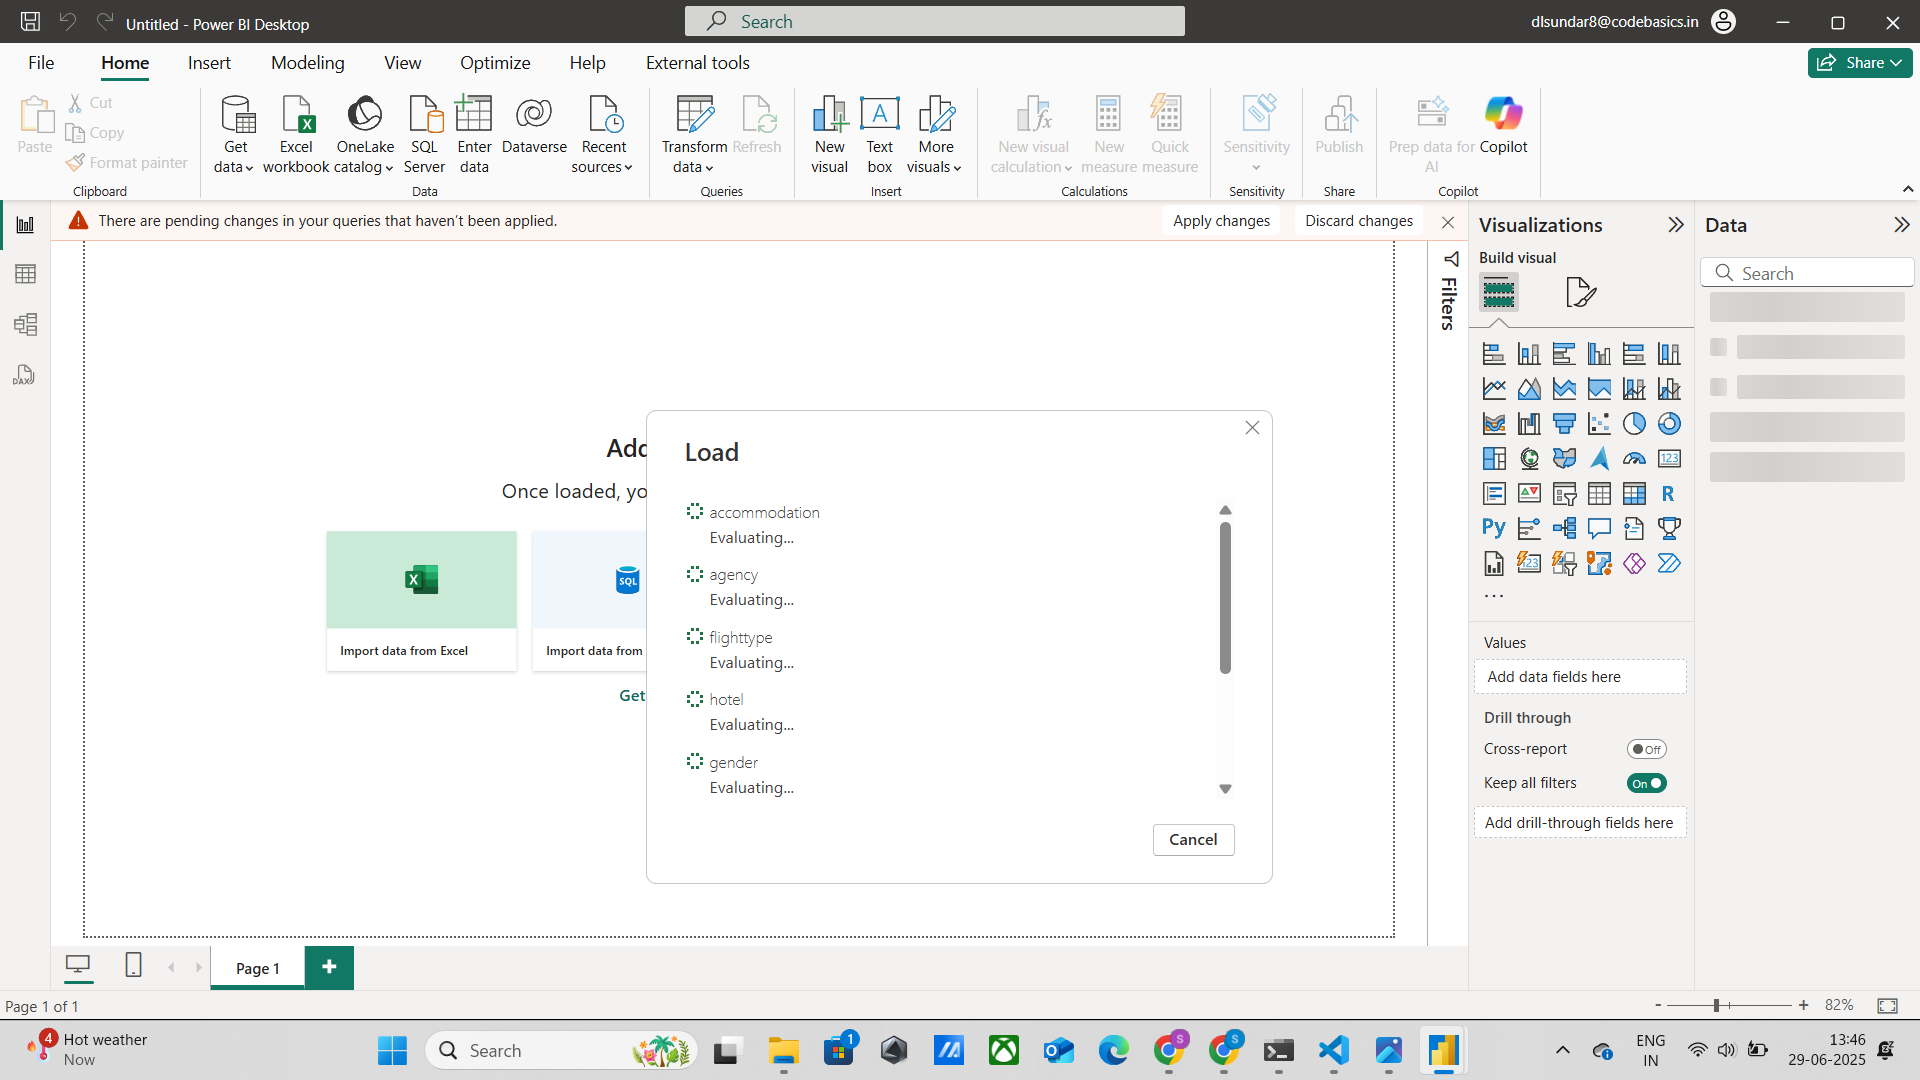 Untitled - Power BI Desktop
Search
dlsundar8@codebasics.in
File
Home
Insert
Modeling
View
Optimize
Help
External tools
Share
Paste
Cut
Copy
Format painter
Clipboard
Get data
Excel workbook
OneLake catalog
SQL Server
Enter data
Dataverse
Recent sources
Data
Transform data
Refresh
Queries
New visual
Text box
More visuals
Insert
New visual calculation
New measure
Quick measure
Calculations
Sensitivity
Sensitivity
Publish
Share
Prep data for AI
Copilot
Copilot
There are pending changes in your queries that haven't been applied.
Apply changes
Discard changes
Filters
Add
Once loaded, yo
Import data from Excel
SQL
Import data from
Get
Load
accommodation
Evaluating...
agency
Evaluating...
flighttype
Evaluating...
hotel
Evaluating...
gender
Evaluating...
Cancel
Visualizations
Build visual
123
R
Py
123
...
Values
Add data fields here
Drill through
Cross-report
Off
Keep all filters
On
Add drill-through fields here
Data
Search
DAX
Page 1
Page 1 of 1
- + 82%
4
Hot weather
Now
Search
1
S
S
ENG
IN
13:46
29-06-2025